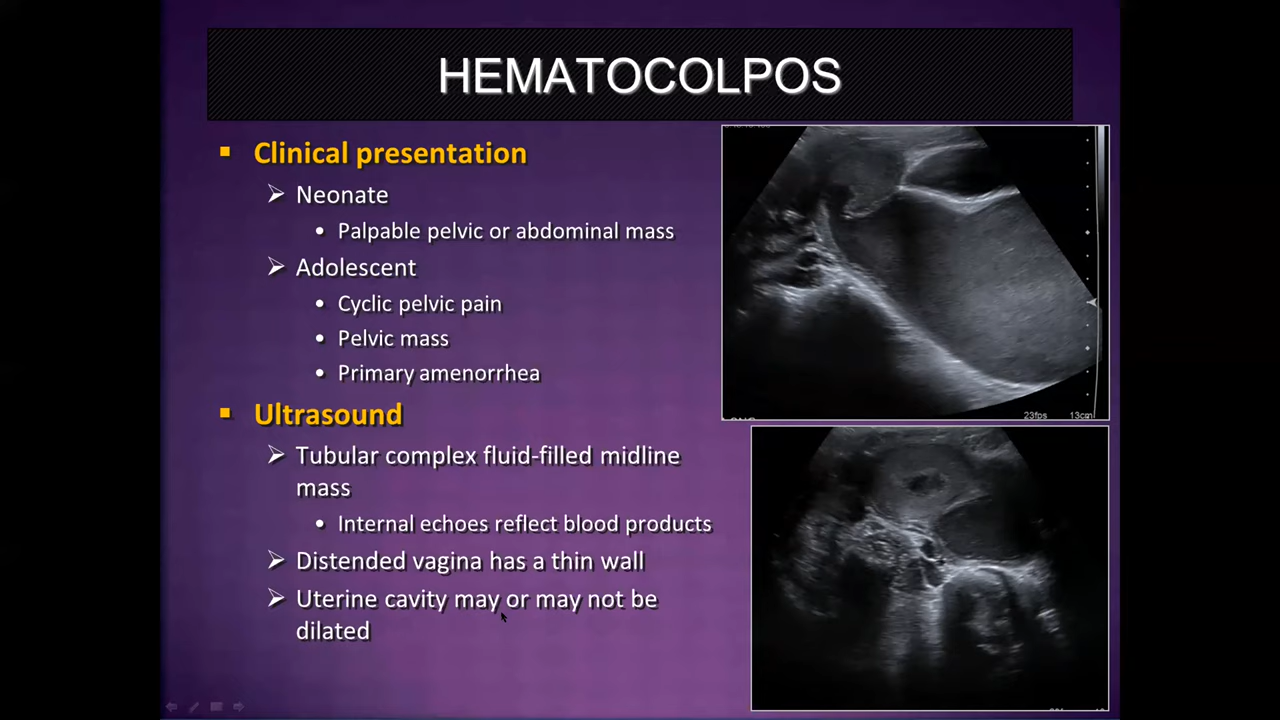 HEMATOCOLPOS
Clinical presentation
Neonate
Palpable pelvic or abdominal mass
Adolescent
Cyclic pelvic pain
Pelvic mass
Primary amenorrhea
Ultrasound
Tubular complex fluid-filled midline
mass
Internal echoes reflect blood products
Distended vagina has a thin wall
Uterine cavity may or may not be
dilated
23fps 13cm